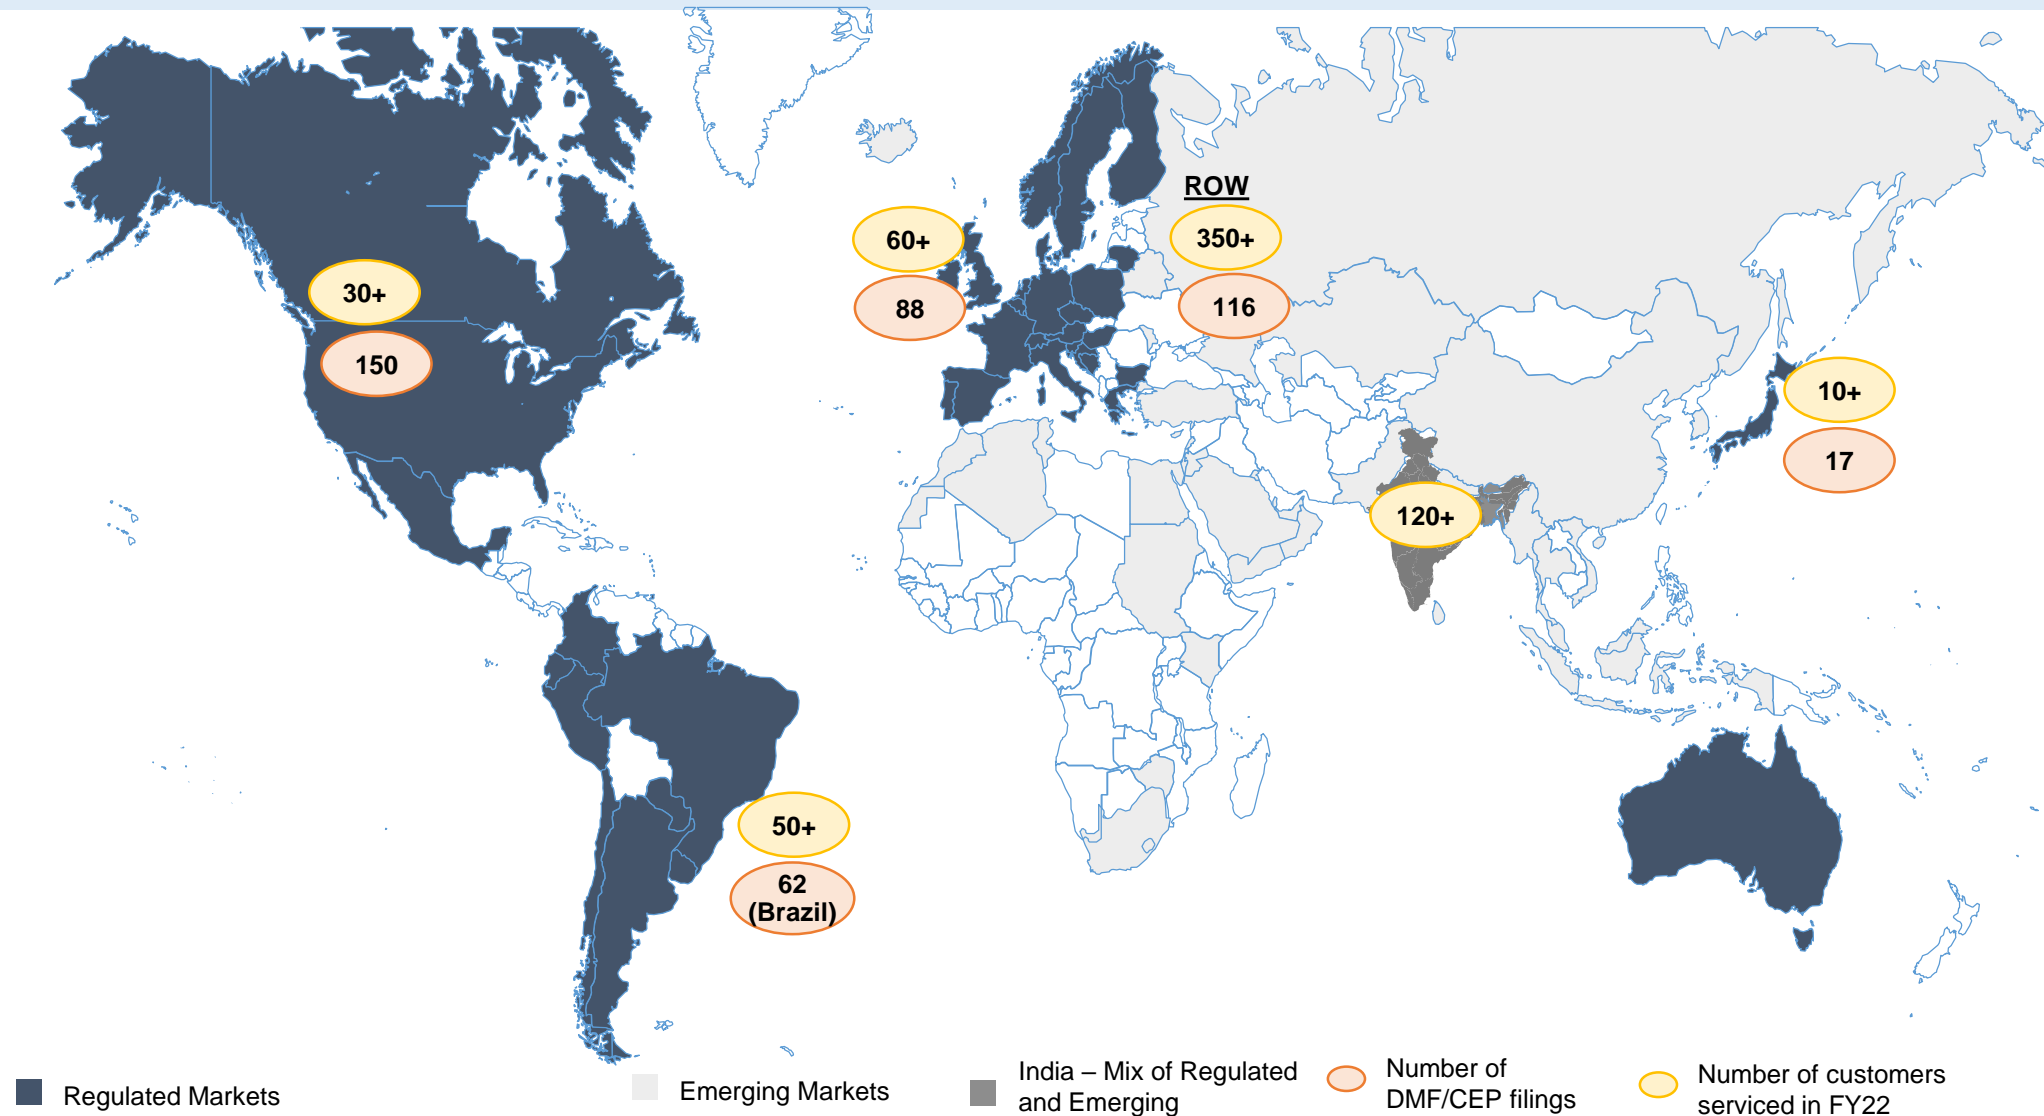 ROW
60+
350+
88
116
30+
150
10+
17
120+
50+
62
(Brazil)
Regulated Markets
Emerging Markets
India – Mix of Regulated
and Emerging
Number of
DMF/CEP filings
Number of customers
serviced in FY22